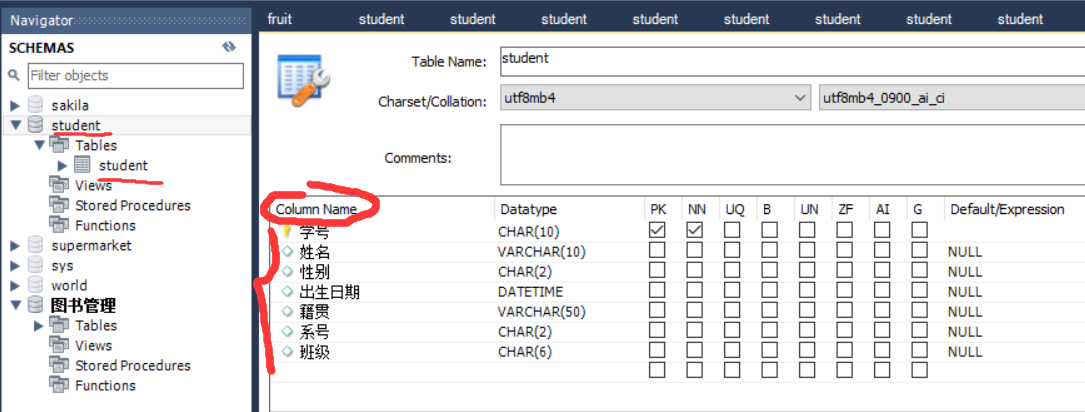 Navigator
fruit student student student student student student student student
SCHEMAS
Filter objects
sakila
student
Tables
student
Views
Stored Procedures
Functions
supermarket
sys
world
图书管理
Tables
Views
Stored Procedures
Functions
Table Name: student
Charset/Collation: utf8mb4 utf8mb4_0900_ai_ci
Comments:
Column Name Datatype PK NN UQ B UN ZF AI G Default/Expression
学号 CHAR(10)
姓名 VARCHAR(10) NULL
性别 CHAR(2) NULL
出生日期 DATETIME NULL
籍贯 VARCHAR(50) NULL
系号 CHAR(2) NULL
班级 CHAR(6) NULL